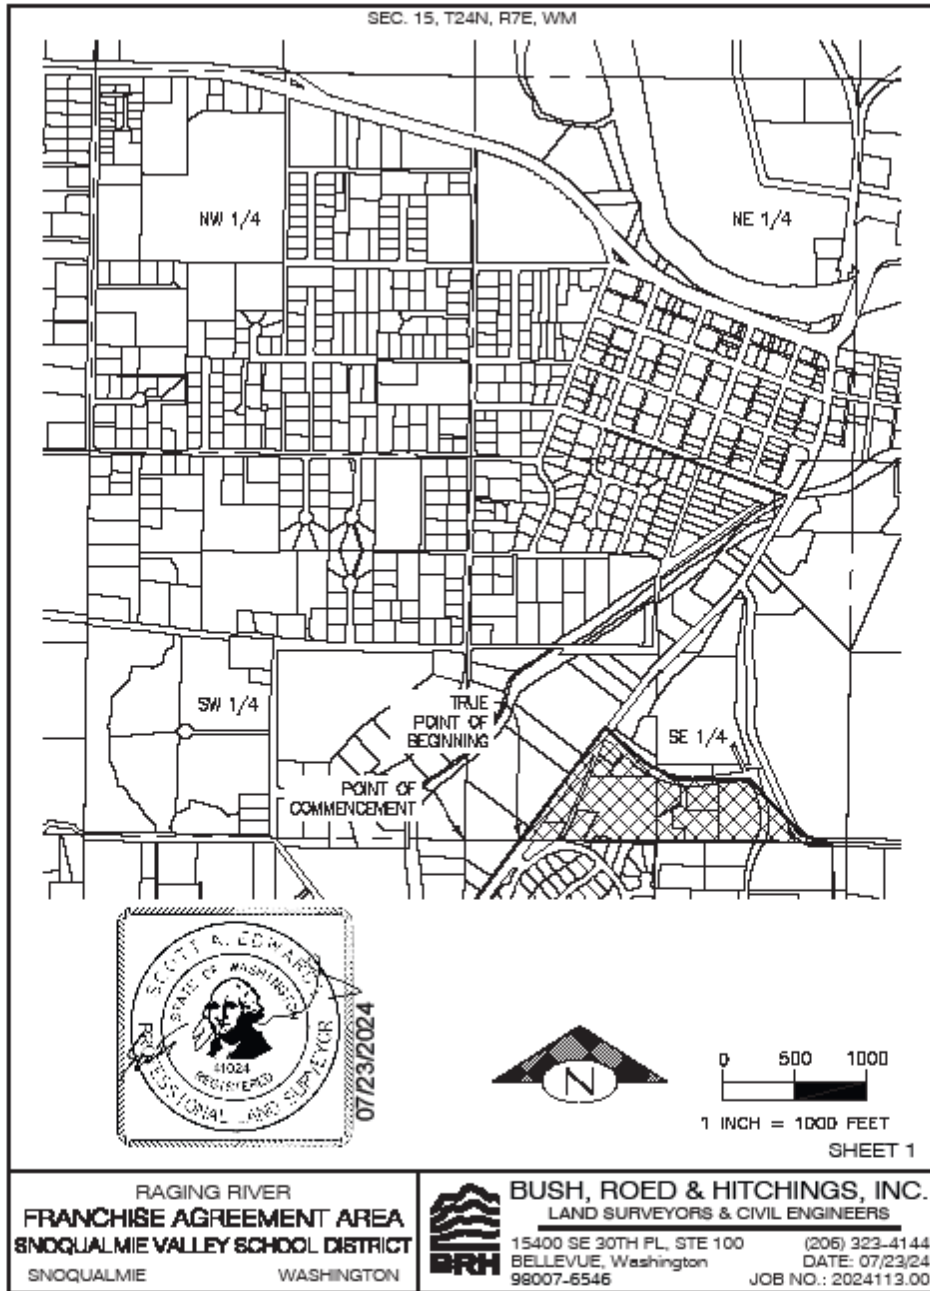 SEC. 15, T24N, R7E, WM
NW 1/4
NE 1/4
SW 1/4
TRUE
POINT OF
BEGINNING
SE 1/4
POINT OF
COMMENCEMENT
SCOTT A. EDWARDS
STATE OF WASHINGTON
41024
REGISTERED
PROFESSIONAL LAND SURVEYOR
07/23/2024
N
0 500 1000
1 INCH = 1000 FEET
SHEET 1
RAGING RIVER
FRANCHISE AGREEMENT AREA
SNOQUALMIE VALLEY SCHOOL DISTRICT
SNOQUALMIE WASHINGTON
BRH
BUSH, ROED & HITCHINGS, INC.
LAND SURVEYORS & CIVIL ENGINEERS
15400 SE 30TH PL, STE 100 (206) 323-4144
BELLEVUE, Washington DATE: 07/23/24
98007-6546 JOB NO.: 2024113.00